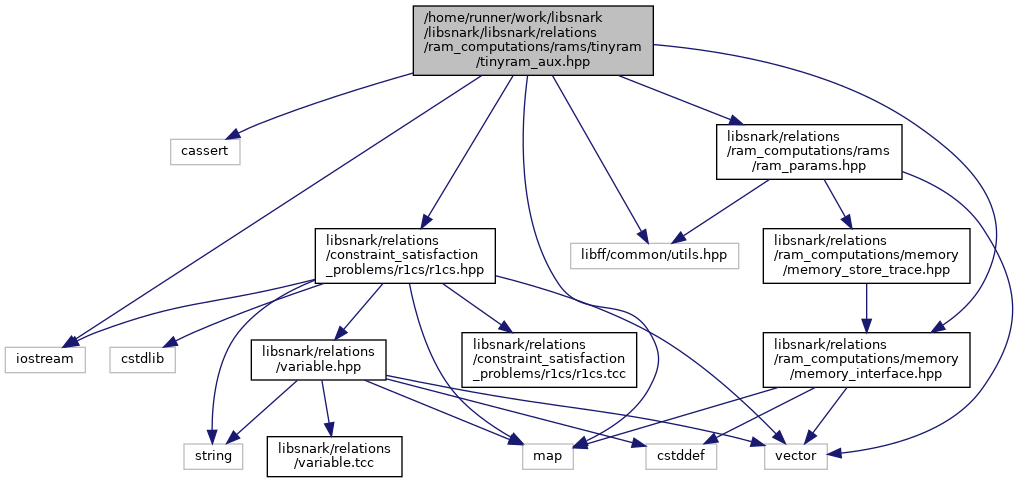 /home/runner/work/libsnark
/libsnark/libsnark/relations
/ram_computations/rams/tinyram
/tinyram_aux.hpp
cassert
libsnark/relations
/ram_computations/rams
/ram_params.hpp
libsnark/relations
/constraint_satisfaction
_problems/r1cs/r1cs.hpp
libff/common/utils.hpp
libsnark/relations
/ram_computations/memory
/memory_store_trace.hpp
iostream
cstdlib
libsnark/relations
/variable.hpp
libsnark/relations
/constraint_satisfaction
_problems/r1cs/r1cs.tcc
libsnark/relations
/ram_computations/memory
/memory_interface.hpp
string
libsnark/relations
/variable.tcc
map
cstddef
vector